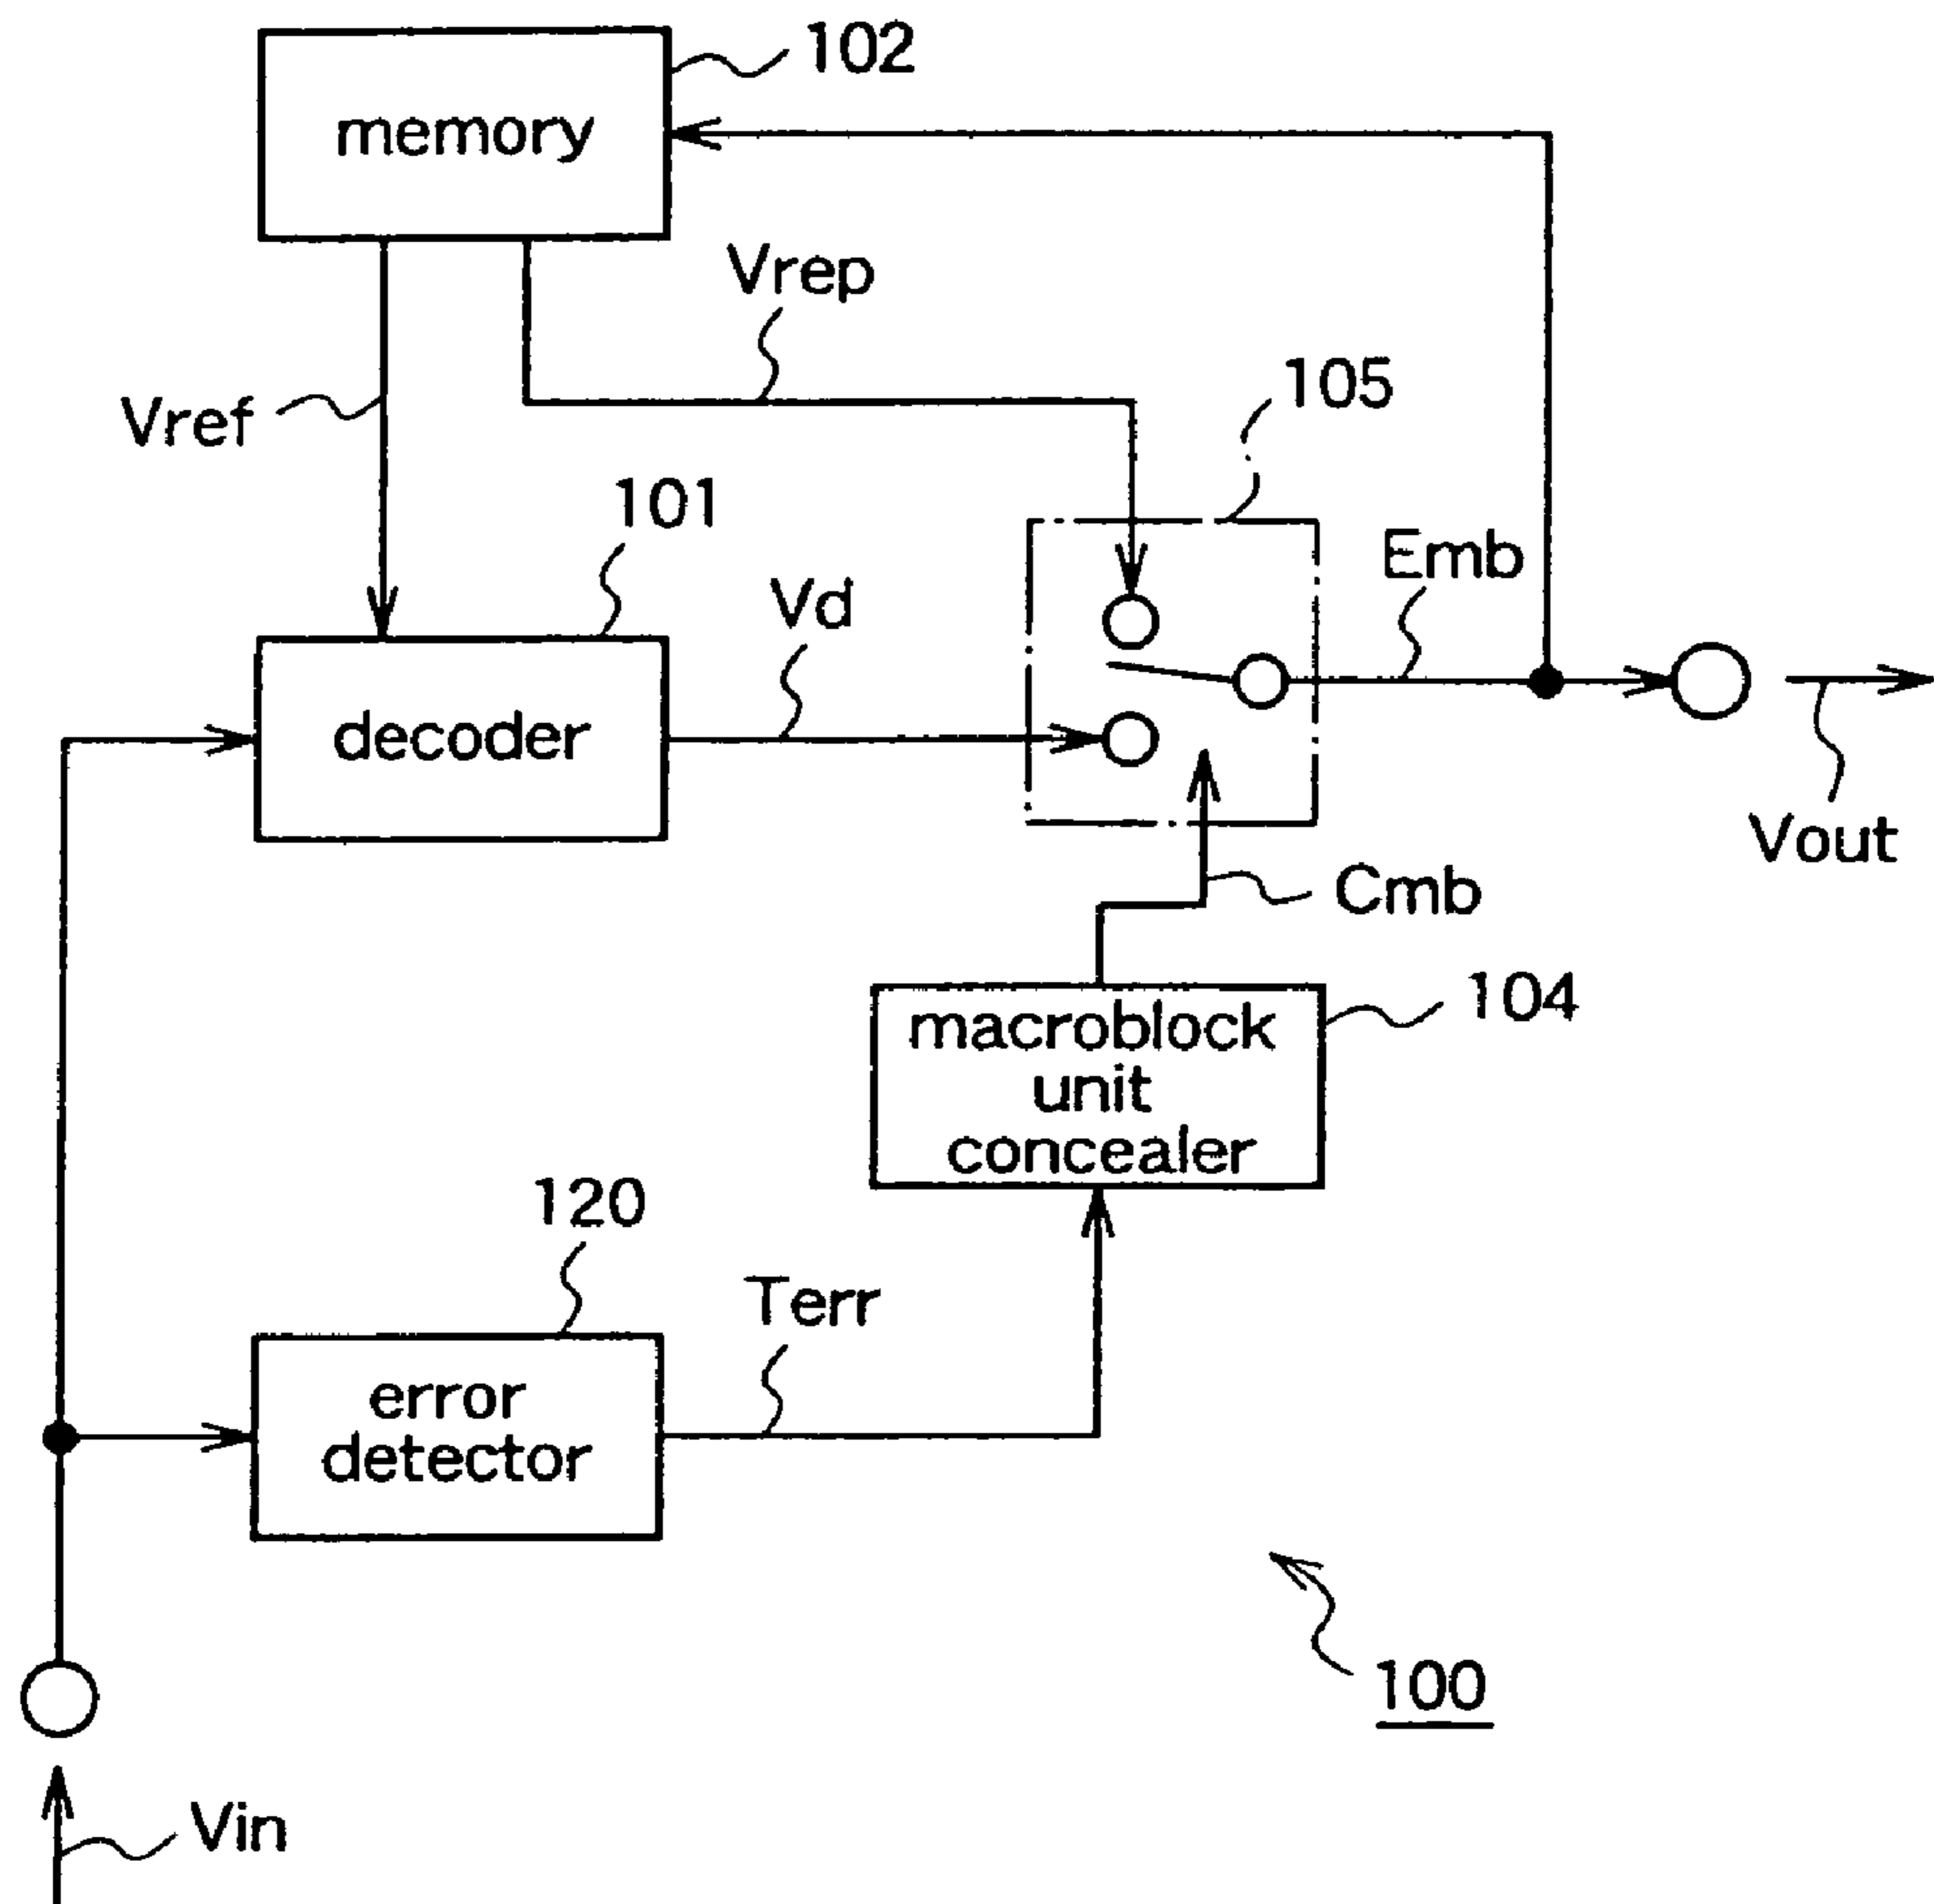 102
memory
Vrep
105
Vref
101
Emb
Vd
decoder
Vout
Cmb
104
macroblock
unit
concealer
120
Terr
error
detector
100
Vin